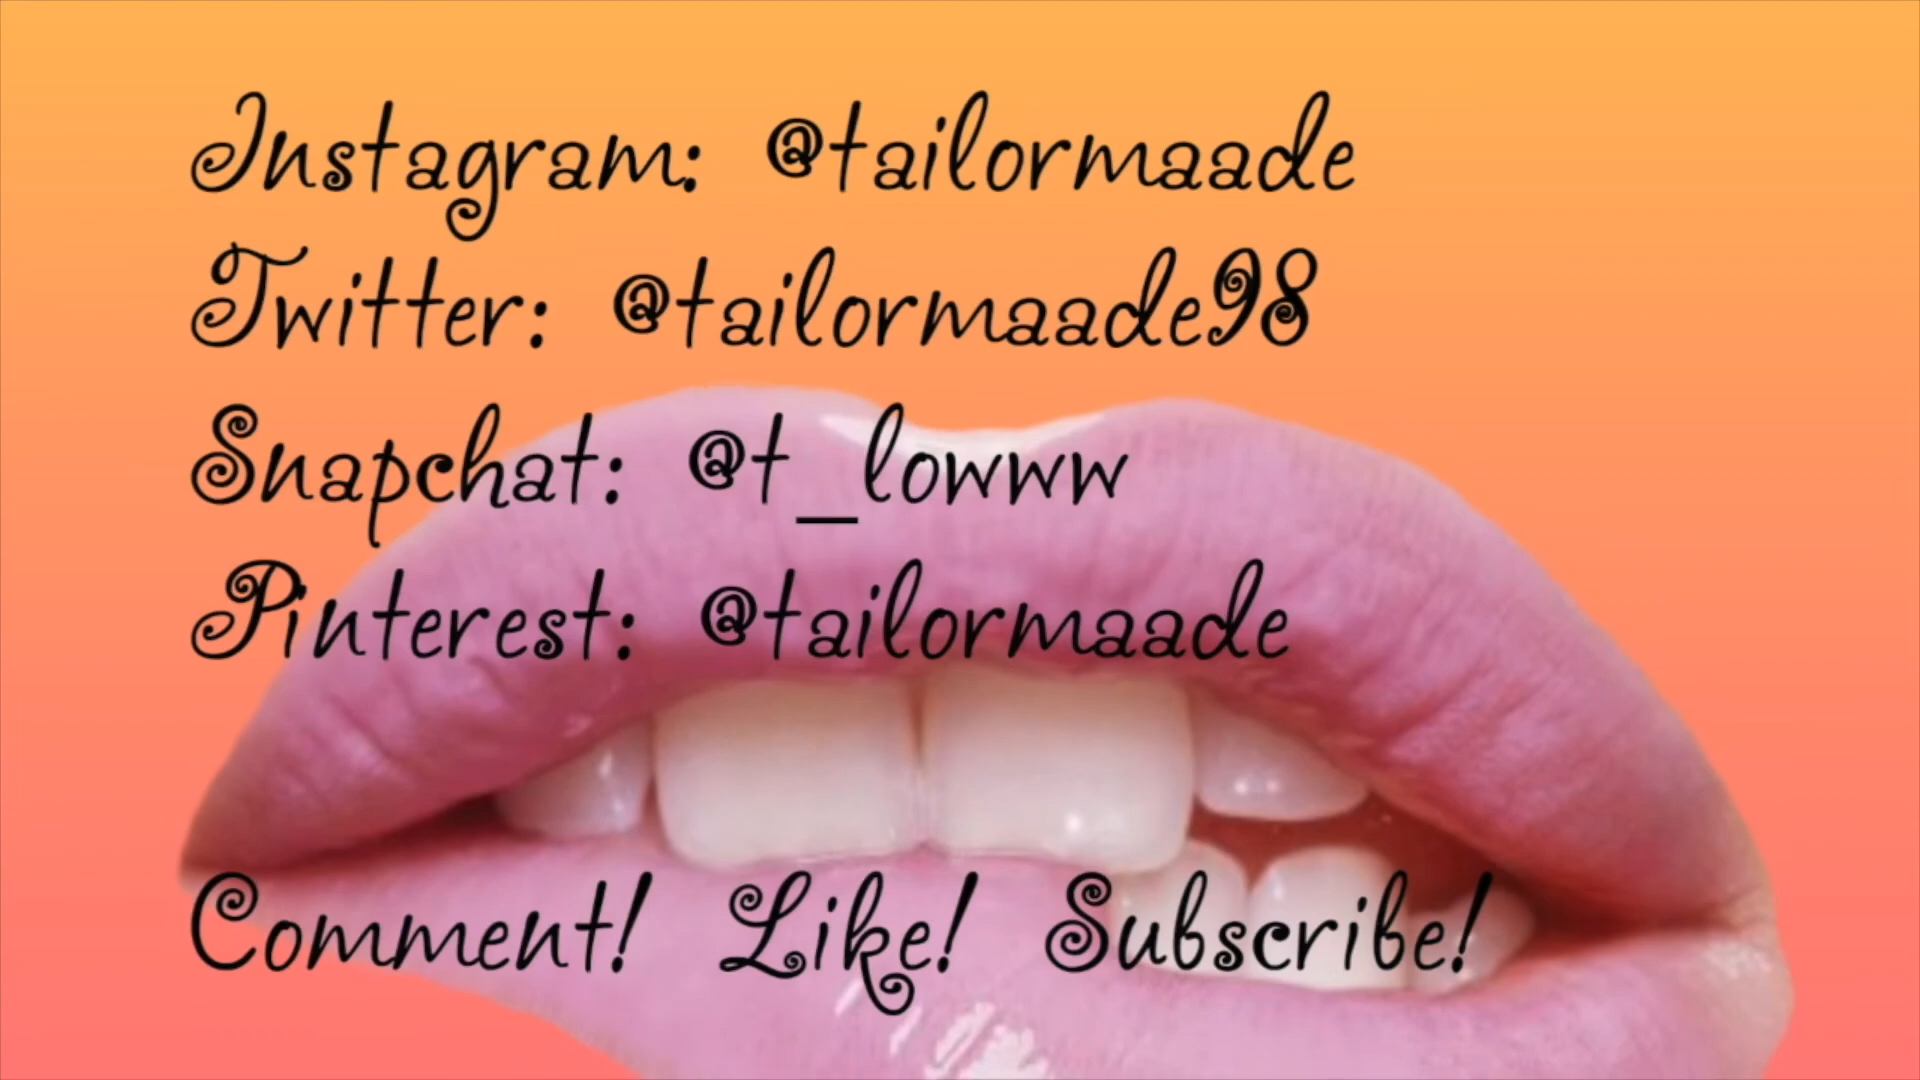 Instagram: @tailormaade
Twitter: @tailormaade98
Snapchat: @t_lowww
Pinterest: @tailormaade
Comment! Like! Subscribe!